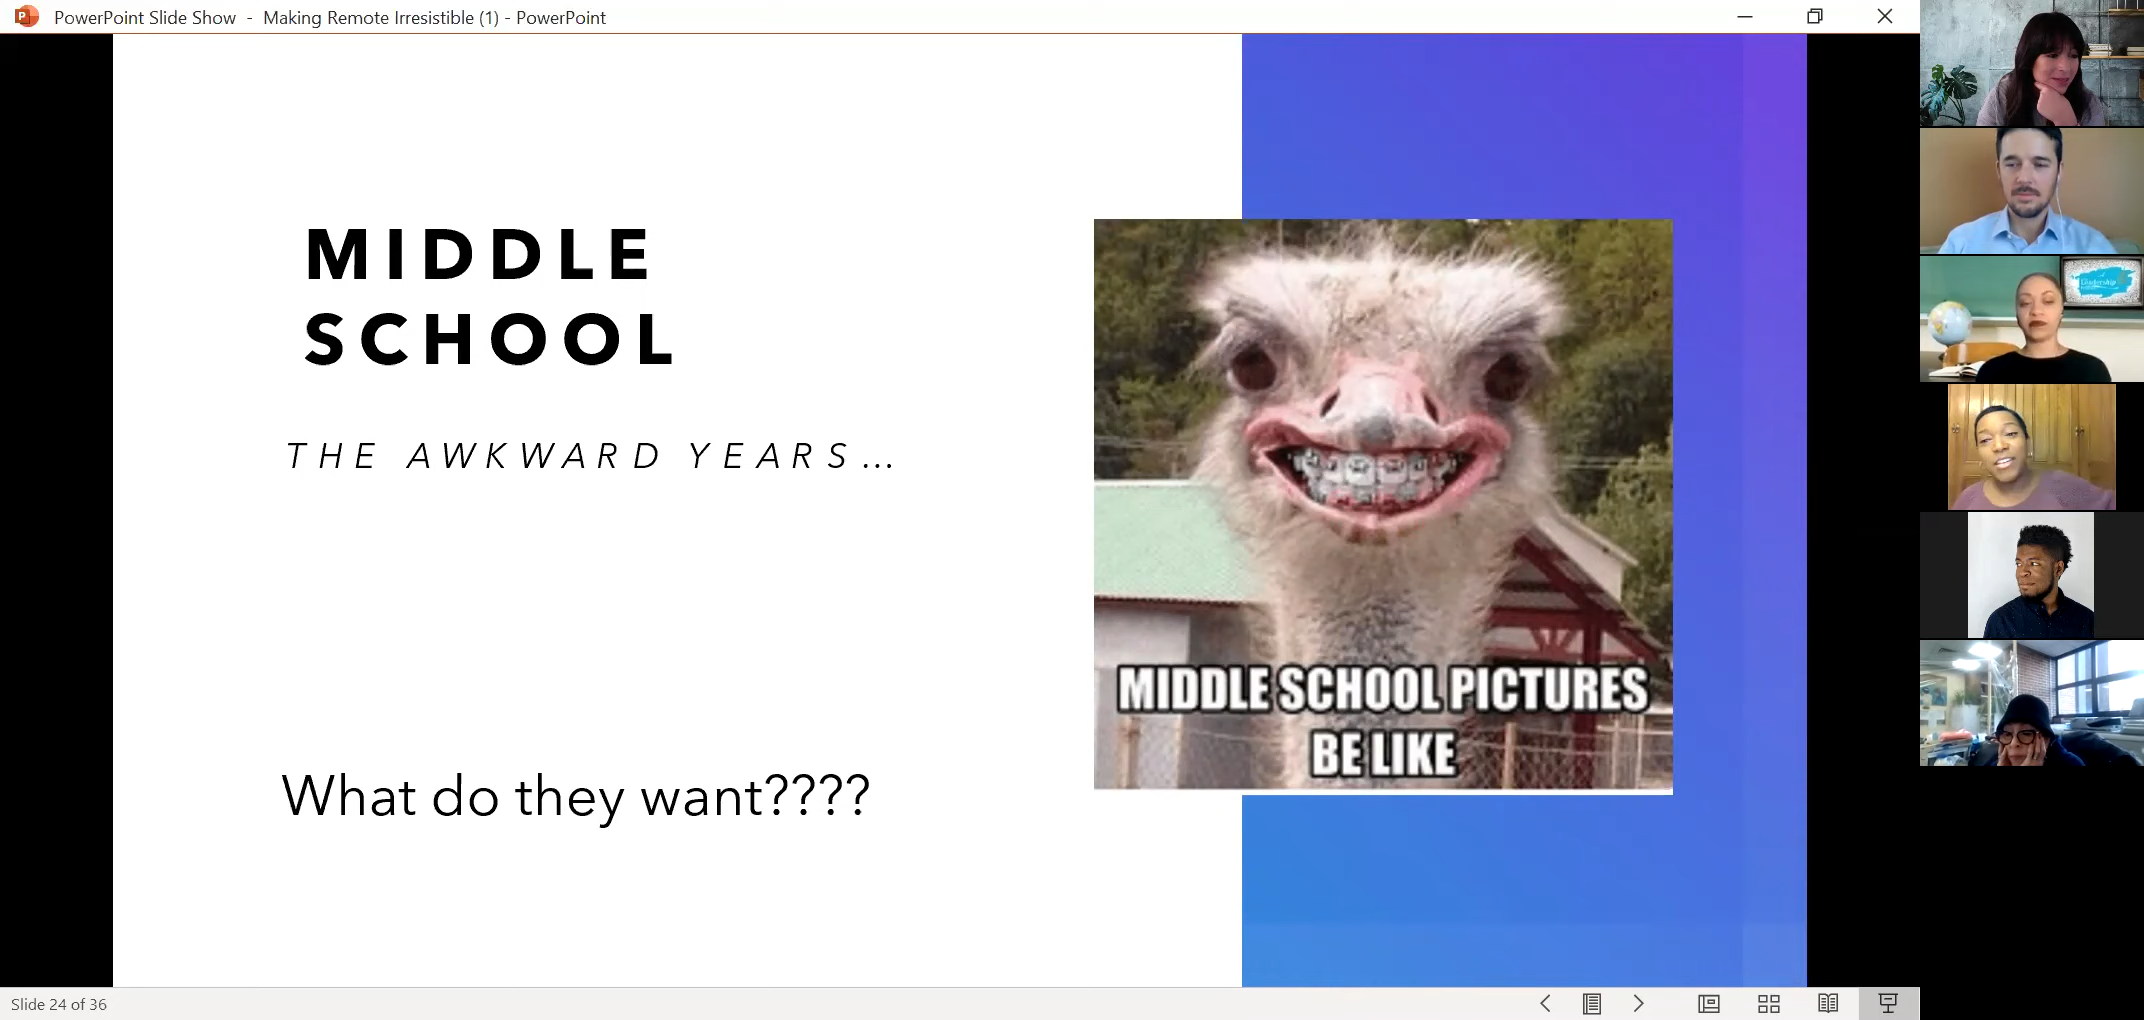 PowerPoint Slide Show - Making Remote Irresistible (1) - PowerPoint
MIDDLE
SCHOOL
THE AWKWARD YEARS...
What do they want????
MIDDLE SCHOOL PICTURES
BE LIKE
Leadership
Slide 24 of 36